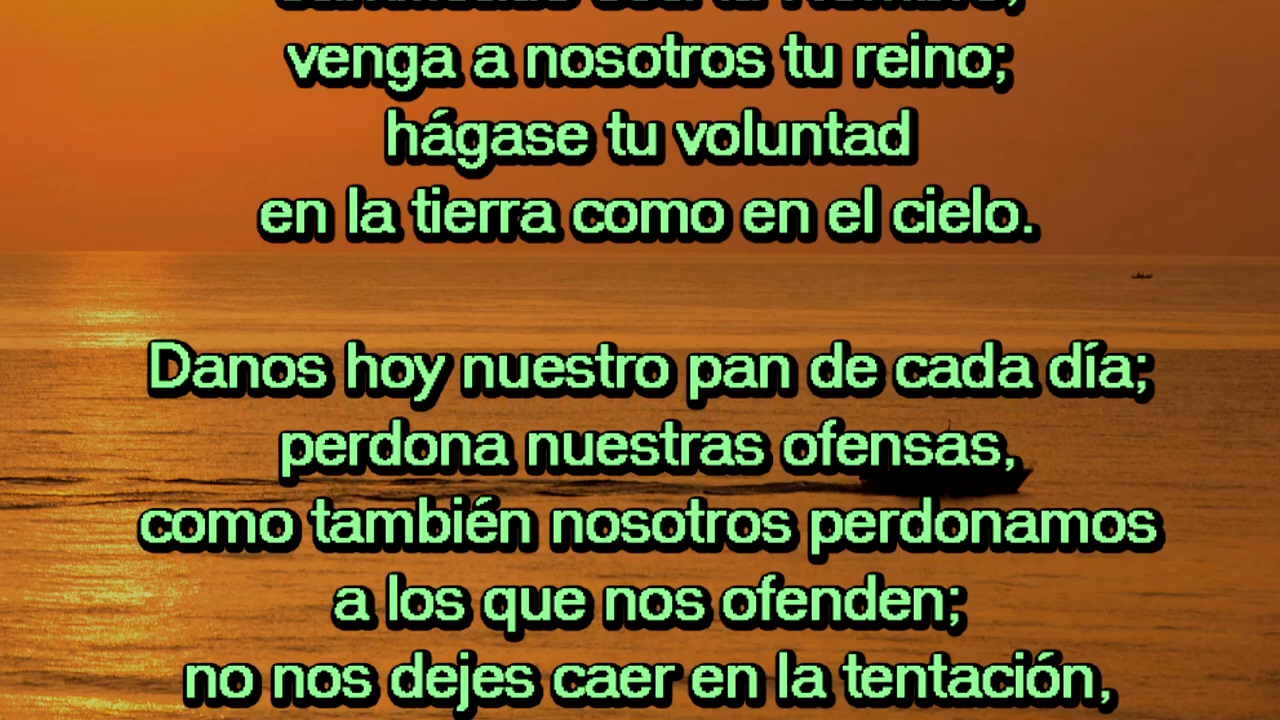 venga a nosotros tu reino;
hágase tu voluntad
en la tierra como en el cielo.
Danos hoy nuestro pan de cada día;
perdona nuestras ofensas,
como también nosotros perdonamos
a los que nos ofenden;
no nos dejes caer en la tentación,